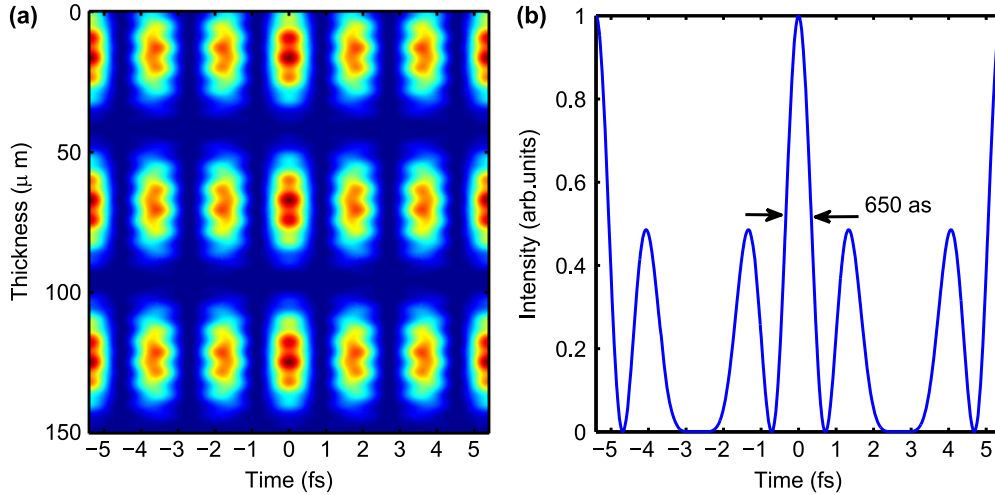 (a)
0
50
100
150
Thickness (μ m)
−5 −4 −3 −2 −1 0 1 2 3 4 5
Time (fs)
(b)
1
0.8
0.6
0.4
0.2
0
Intensity (arb.units)
650 as
−5 −4 −3 −2 −1 0 1 2 3 4 5
Time (fs)